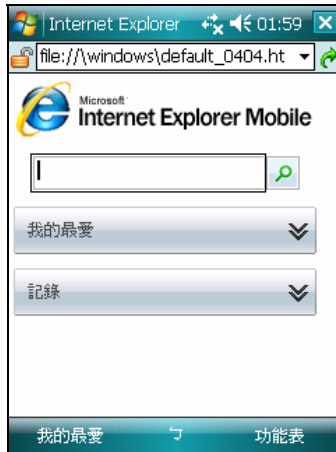 Internet Explorer 01:59
file://\windows\default_0404.ht
Microsoft
Internet Explorer Mobile
我的最愛
記錄
我的最愛 ㄅ 功能表